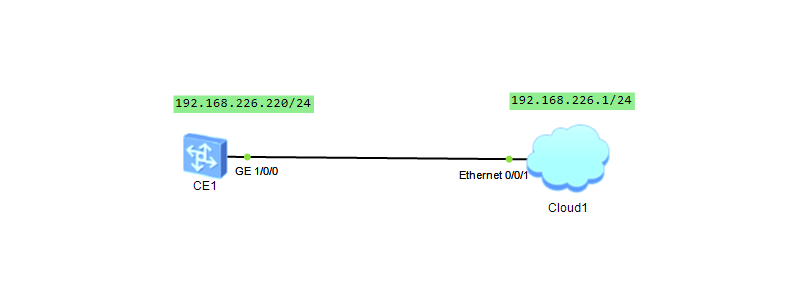 192.168.226.220/24
192.168.226.1/24
GE 1/0/0
Ethernet 0/0/1
CE1
Cloud1